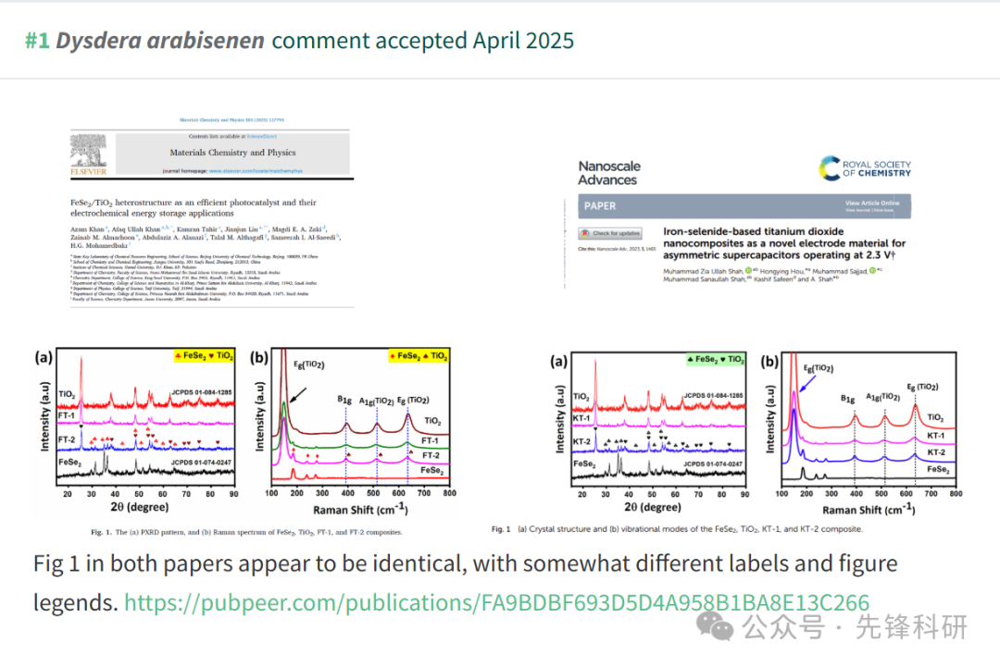 #1 Dysdera arabisenen comment accepted April 2025
Materials Chemistry and Physics
Contents lists available at ScienceDirect
Materials Chemistry and Physics
journal homepage: www.elsevier.com/locate/matchemphys
ELSEVIER
FeSe2/TiO2 heterostructure as an efficient photocatalyst and their
electrochemical energy storage applications
Azam Khan, Afaq Ullah Khan, Kamran Tahir, Jianjun Liu, Magdi E. A. Zaki,
Zainab M. Almarhoon, Abdulaziz A. Alanazi, Talal M. Althagafi, Sameerah I. Al-Saeedi,
H.G. Mohamedbakr
Nanoscale
Advances
ROYAL SOCIETY
OF CHEMISTRY
PAPER
View Article Online
Check for updates
Cite this: Nanoscale Adv., 2023, 5, 1465
Iron-selenide-based titanium dioxide
nanocomposites as a novel electrode material for
asymmetric supercapacitors operating at 2.3 V†
Muhammad Zia Ullah Shah, Hongying Hou, Muhammad Sajjad,
Muhammad Sanaullah Shah, Kashif Safeen and A. Shah
(a)
♣ FeSe2 ♥ TiO2
TiO2
JCPDS 01-084-1285
FT-1
FT-2
FeSe2
JCPDS 01-074-0247
Intensity (a.u)
20 30 40 50 60 70 80 90
2θ (degree)
(b)
♦ FeSe2 ♠ TiO2
Eg(TiO2)
B1g A1g(TiO2) Eg (TiO2)
TiO2
FT-1
FT-2
FeSe2
Intensity (a.u)
100 200 300 400 500 600 700 800
Raman Shift (cm-1)
Fig. 1. The (a) PXRD pattern, and (b) Raman spectrum of FeSe2, TiO2, FT-1, and FT-2 composites.
(a)
♣ FeSe2 ♥ TiO2
TiO2
JCPDS 01-084-1285
KT-1
KT-2
FeSe2
JCPDS 01-074-0247
Intensity (a.u)
20 30 40 50 60 70 80 90
2θ (degree)
(b)
Eg(TiO2)
B1g A1g(TiO2) Eg (TiO2)
TiO2
KT-1
KT-2
FeSe2
Intensity (a.u)
100 200 300 400 500 600 700 800
Raman Shift (cm-1)
Fig. 1 (a) Crystal structure and (b) vibrational modes of the FeSe2, TiO2, KT-1, and KT-2 composite.
Fig 1 in both papers appear to be identical, with somewhat different labels and figure
legends. https://pubpeer.com/publications/FA9BDBF693D5D4A958B1BA8E13C266
公众号 · 先锋科研